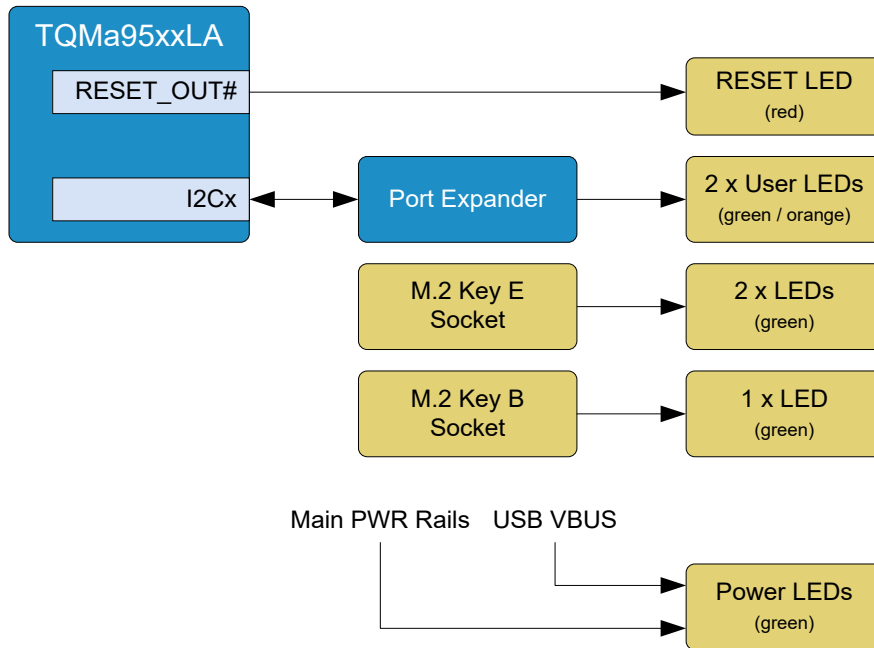 TQMa95xxLA
RESET_OUT#
RESET LED
(red)
I2Cx
Port Expander
2 x User LEDs
(green / orange)
M.2 Key E
Socket
2 x LEDs
(green)
M.2 Key B
Socket
1 x LED
(green)
Main PWR Rails
USB VBUS
Power LEDs
(green)